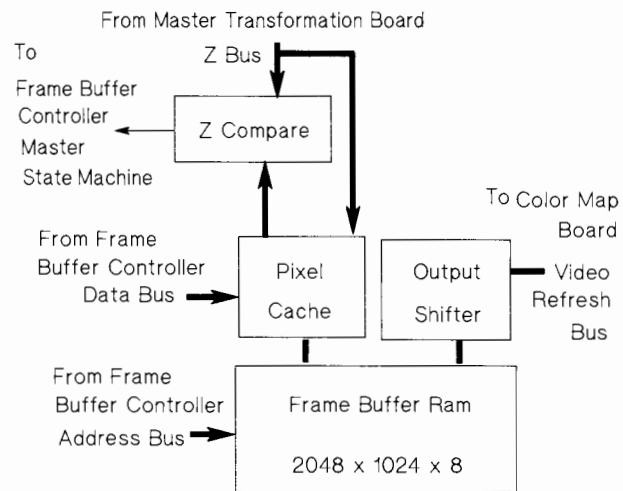 From Master Transformation Board
To
Z Bus
Frame Buffer
Controller
Master
State Machine
Z Compare
To Color Map
Board
From Frame
Buffer Controller
Data Bus
Pixel
Cache
Output
Shifter
Video
Refresh
Bus
From Frame
Buffer Controller
Address Bus
Frame Buffer Ram
2048 x 1024 x 8